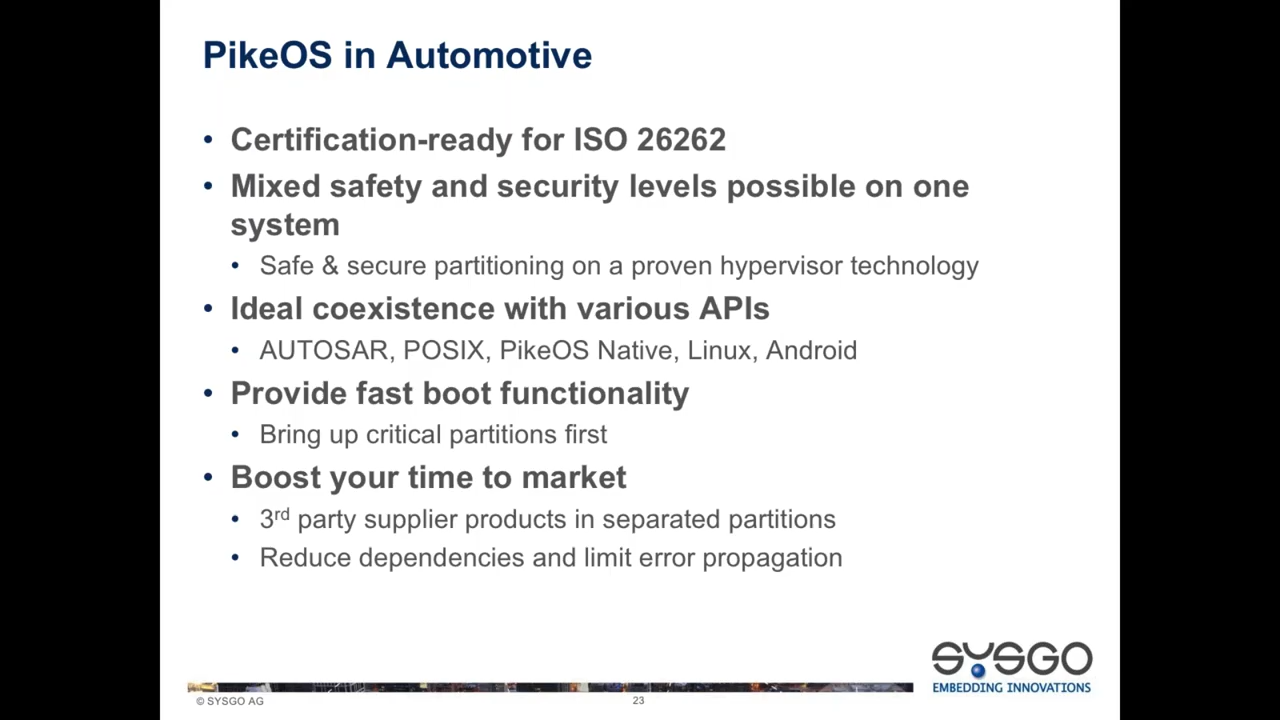 PikeOS in Automotive
• Certification-ready for ISO 26262
• Mixed safety and security levels possible on one
system
• Safe & secure partitioning on a proven hypervisor technology
• Ideal coexistence with various APIs
• AUTOSAR, POSIX, PikeOS Native, Linux, Android
• Provide fast boot functionality
• Bring up critical partitions first
• Boost your time to market
• 3rd party supplier products in separated partitions
• Reduce dependencies and limit error propagation
SYSGO
EMBEDDING INNOVATIONS
© SYSGO AG
23